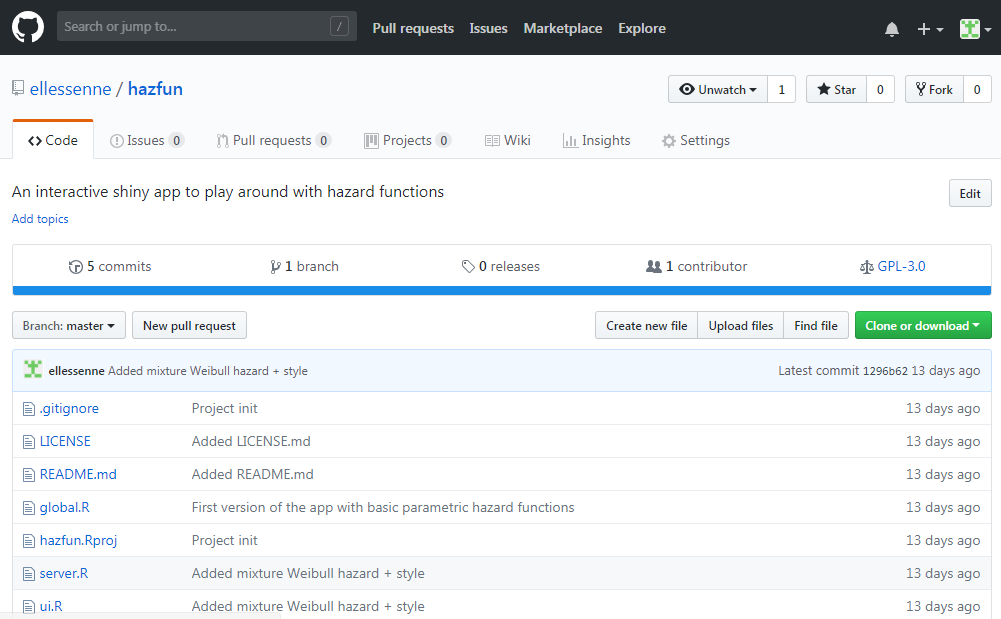 Search or jump to... /
Pull requests Issues Marketplace Explore
ellessenne / hazfun
Unwatch 1 Star 0 Fork 0
Code Issues 0 Pull requests 0 Projects 0 Wiki Insights Settings
An interactive shiny app to play around with hazard functions
Edit
Add topics
5 commits 1 branch 0 releases 1 contributor GPL-3.0
Branch: master New pull request Create new file Upload files Find file Clone or download
ellessenne Added mixture Weibull hazard + style Latest commit 1296b62 13 days ago
.gitignore Project init 13 days ago
LICENSE Added LICENSE.md 13 days ago
README.md Added README.md 13 days ago
global.R First version of the app with basic parametric hazard functions 13 days ago
hazfun.Rproj Project init 13 days ago
server.R Added mixture Weibull hazard + style 13 days ago
ui.R Added mixture Weibull hazard + style 13 days ago